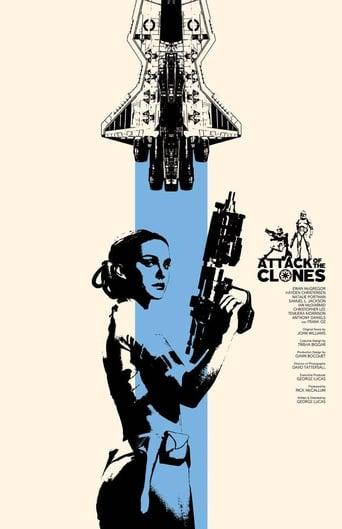 ATTACK OF THE
CLONES
EWAN McGREGOR
HAYDEN CHRISTENSEN
NATALIE PORTMAN
SAMUEL L. JACKSON
IAN McDIARMID
CHRISTOPHER LEE
TEMUERA MORRISON
ANTHONY DANIELS
AND FRANK OZ
Original Score by
JOHN WILLIAMS
Costume Design by
TRISHA BIGGAR
Production Design by
GAVIN BOCQUET
Director of Photography
DAVID TATTERSALL
Executive Producer
GEORGE LUCAS
Produced by
RICK McCALLUM
Written & Directed by
GEORGE LUCAS